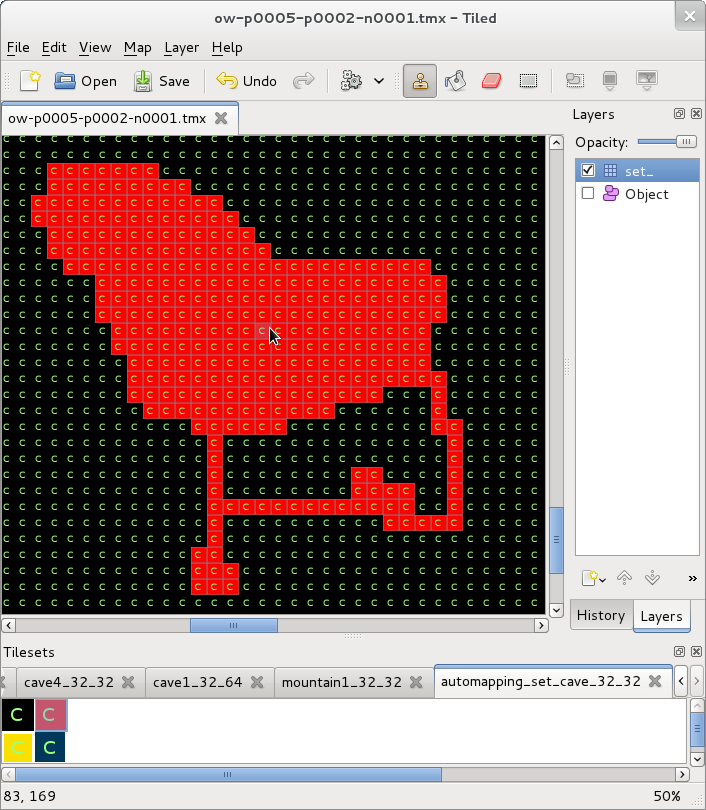 ow-p0005-p0002-n0001.tmx – Tiled
File Edit View Map Layer Help
Open Save Undo
ow-p0005-p0002-n0001.tmx
Layers
Opacity:
set_
Object
History Layers
Tilesets
cave4_32_32 cave1_32_64 mountain1_32_32 automapping_set_cave_32_32
C C
C C
83, 169 50%